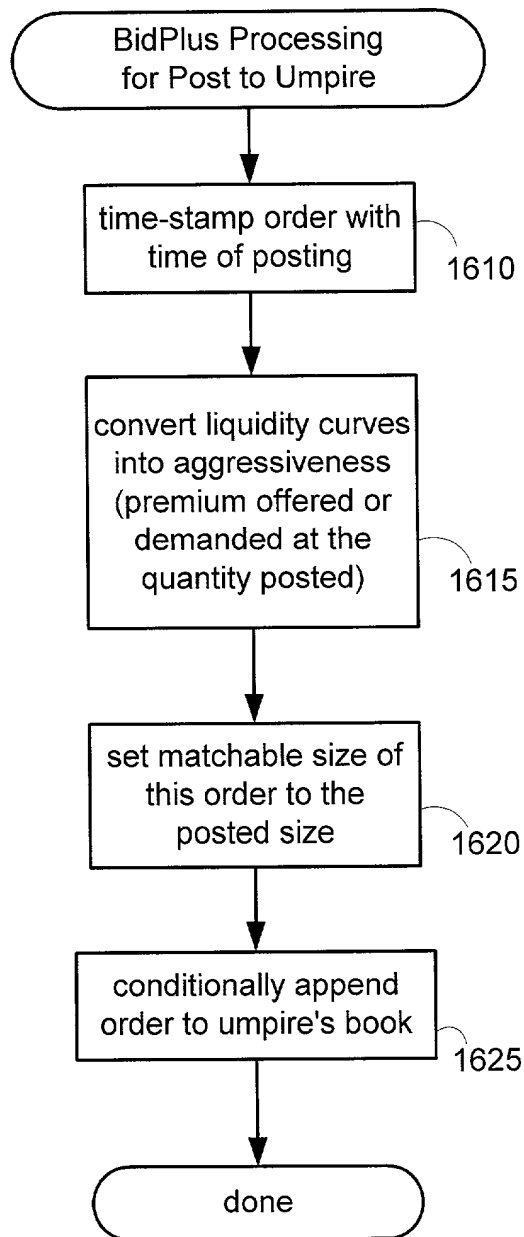 BidPlus Processing
for Post to Umpire
time-stamp order with
time of posting
1610
convert liquidity curves
into aggressiveness
(premium offered or
demanded at the
quantity posted)
1615
set matchable size of
this order to the
posted size
1620
conditionally append
order to umpire's book
1625
done